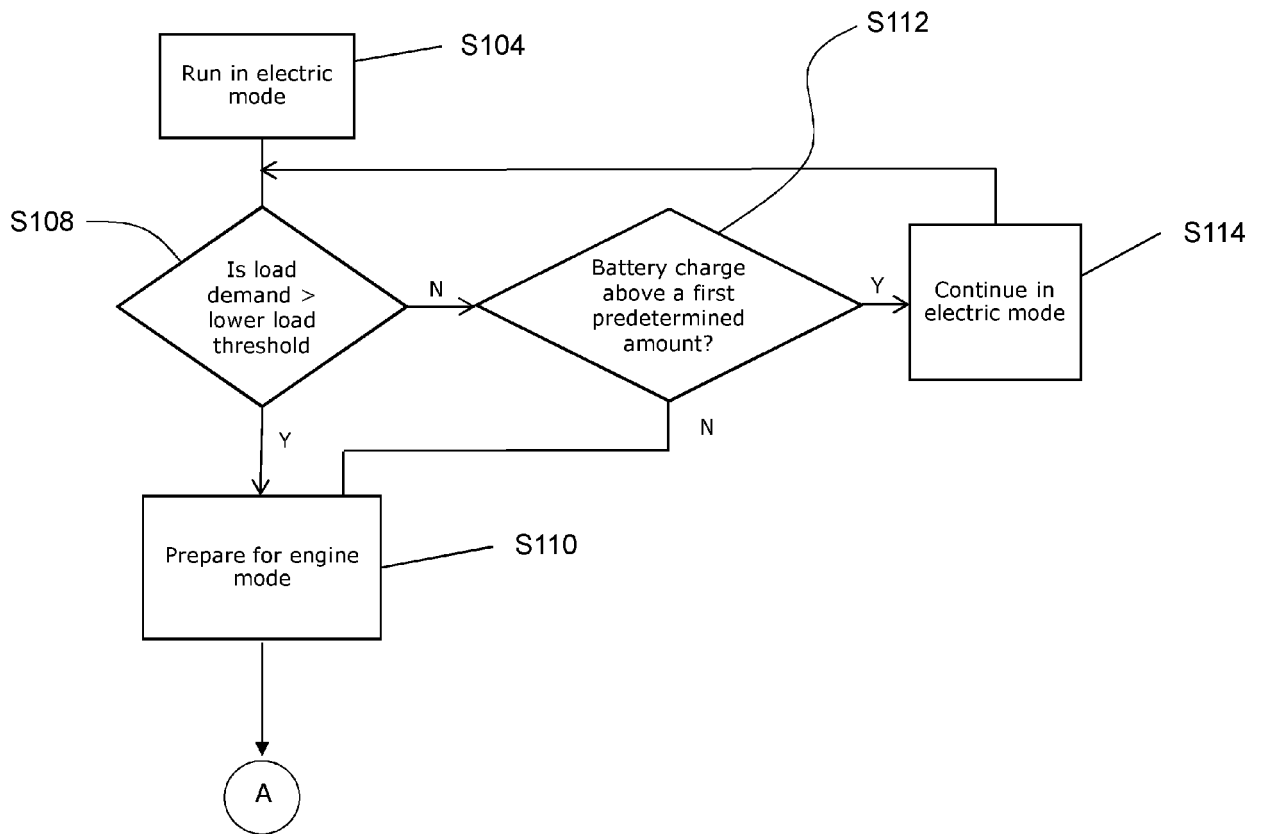 S104
Run in electric
mode
S112
S108
Is load
demand >
lower load
threshold
N
Battery charge
above a first
predetermined
amount?
Y
Continue in
electric mode
S114
Y
N
Prepare for engine
mode
S110
A